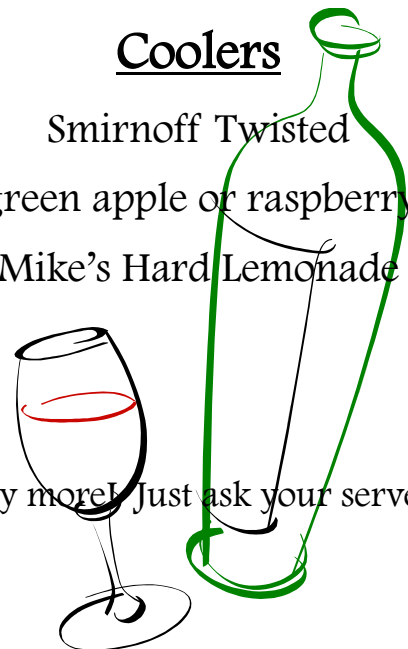 Coolers
Smirnoff Twisted
green apple or raspberry
Mike's Hard Lemonade
y more! Just ask your serve